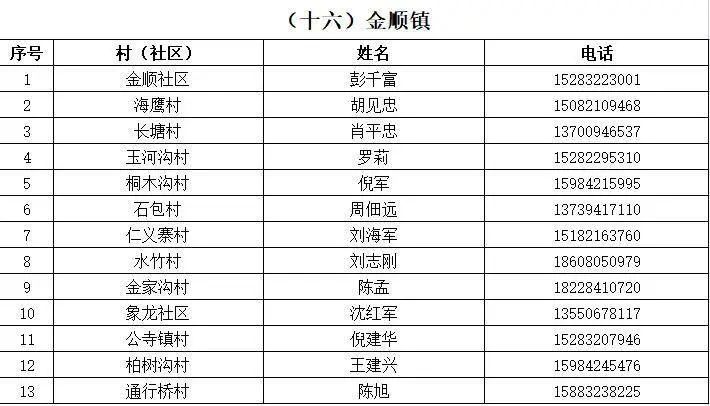 （十六）金顺镇
序号 村（社区） 姓名 电话
1 金顺社区 彭千富 15283223001
2 海鹰村 胡见忠 15082109468
3 长塘村 肖平忠 13700946537
4 玉河沟村 罗莉 15282295310
5 桐木沟村 倪军 15984215995
6 石包村 周佃远 13739417110
7 仁义寨村 刘海军 15182163760
8 水竹村 刘志刚 18608050979
9 金家沟村 陈孟 18228410720
10 象龙社区 沈红军 13550678117
11 公寺镇村 倪建华 15283207946
12 柏树沟村 王建兴 15984245476
13 通行桥村 陈旭 15883238225